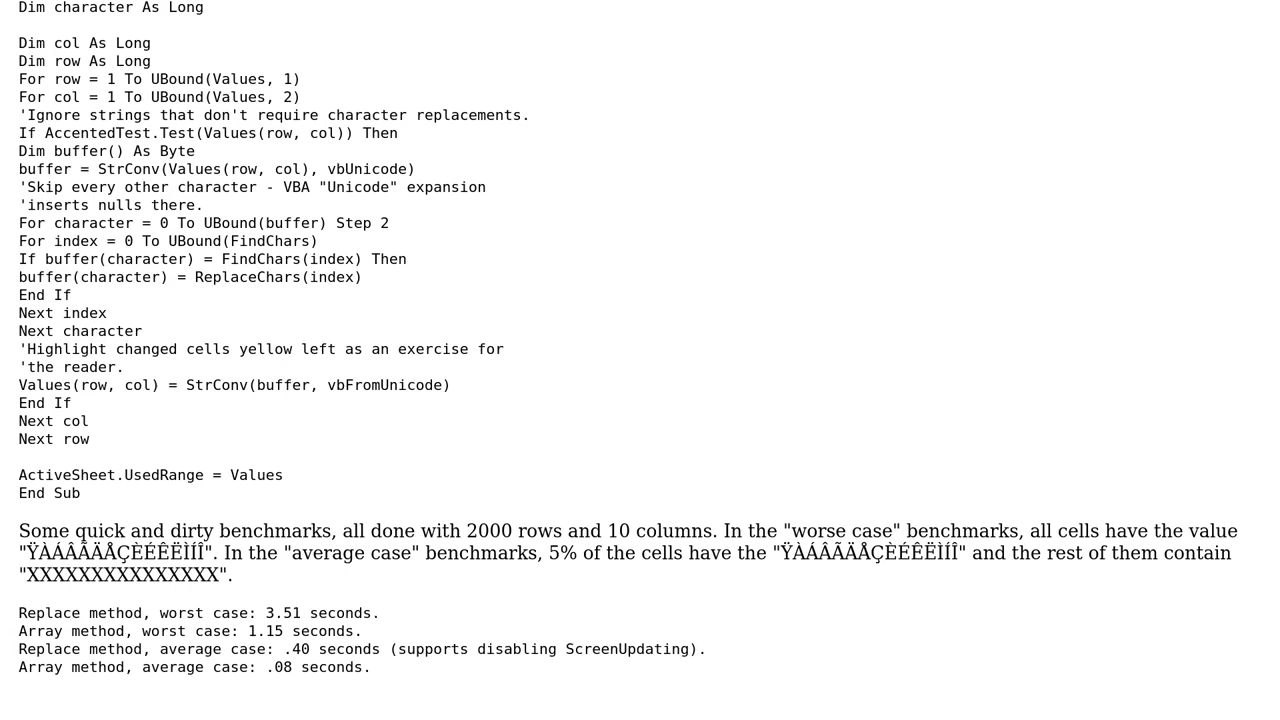 Dim character As Long
Dim col As Long
Dim row As Long
For row = 1 To UBound(Values, 1)
For col = 1 To UBound(Values, 2)
'Ignore strings that don't require character replacements.
If AccentedTest.Test(Values(row, col)) Then
Dim buffer() As Byte
buffer = StrConv(Values(row, col), vbUnicode)
'Skip every other character - VBA "Unicode" expansion
'inserts nulls there.
For character = 0 To UBound(buffer) Step 2
For index = 0 To UBound(FindChars)
If buffer(character) = FindChars(index) Then
buffer(character) = ReplaceChars(index)
End If
Next index
Next character
'Highlight changed cells yellow left as an exercise for
'the reader.
Values(row, col) = StrConv(buffer, vbFromUnicode)
End If
Next col
Next row
ActiveSheet.UsedRange = Values
End Sub
Some quick and dirty benchmarks, all done with 2000 rows and 10 columns. In the "worse case" benchmarks, all cells have the value
"ŸÀÁÂÃÄÅÇÈÉÊËÌÍÎ". In the "average case" benchmarks, 5% of the cells have the "ŸÀÁÂÃÄÅÇÈÉÊËÌÍÎ" and the rest of them contain
"XXXXXXXXXXXXXXX".
Replace method, worst case: 3.51 seconds.
Array method, worst case: 1.15 seconds.
Replace method, average case: .40 seconds (supports disabling ScreenUpdating).
Array method, average case: .08 seconds.